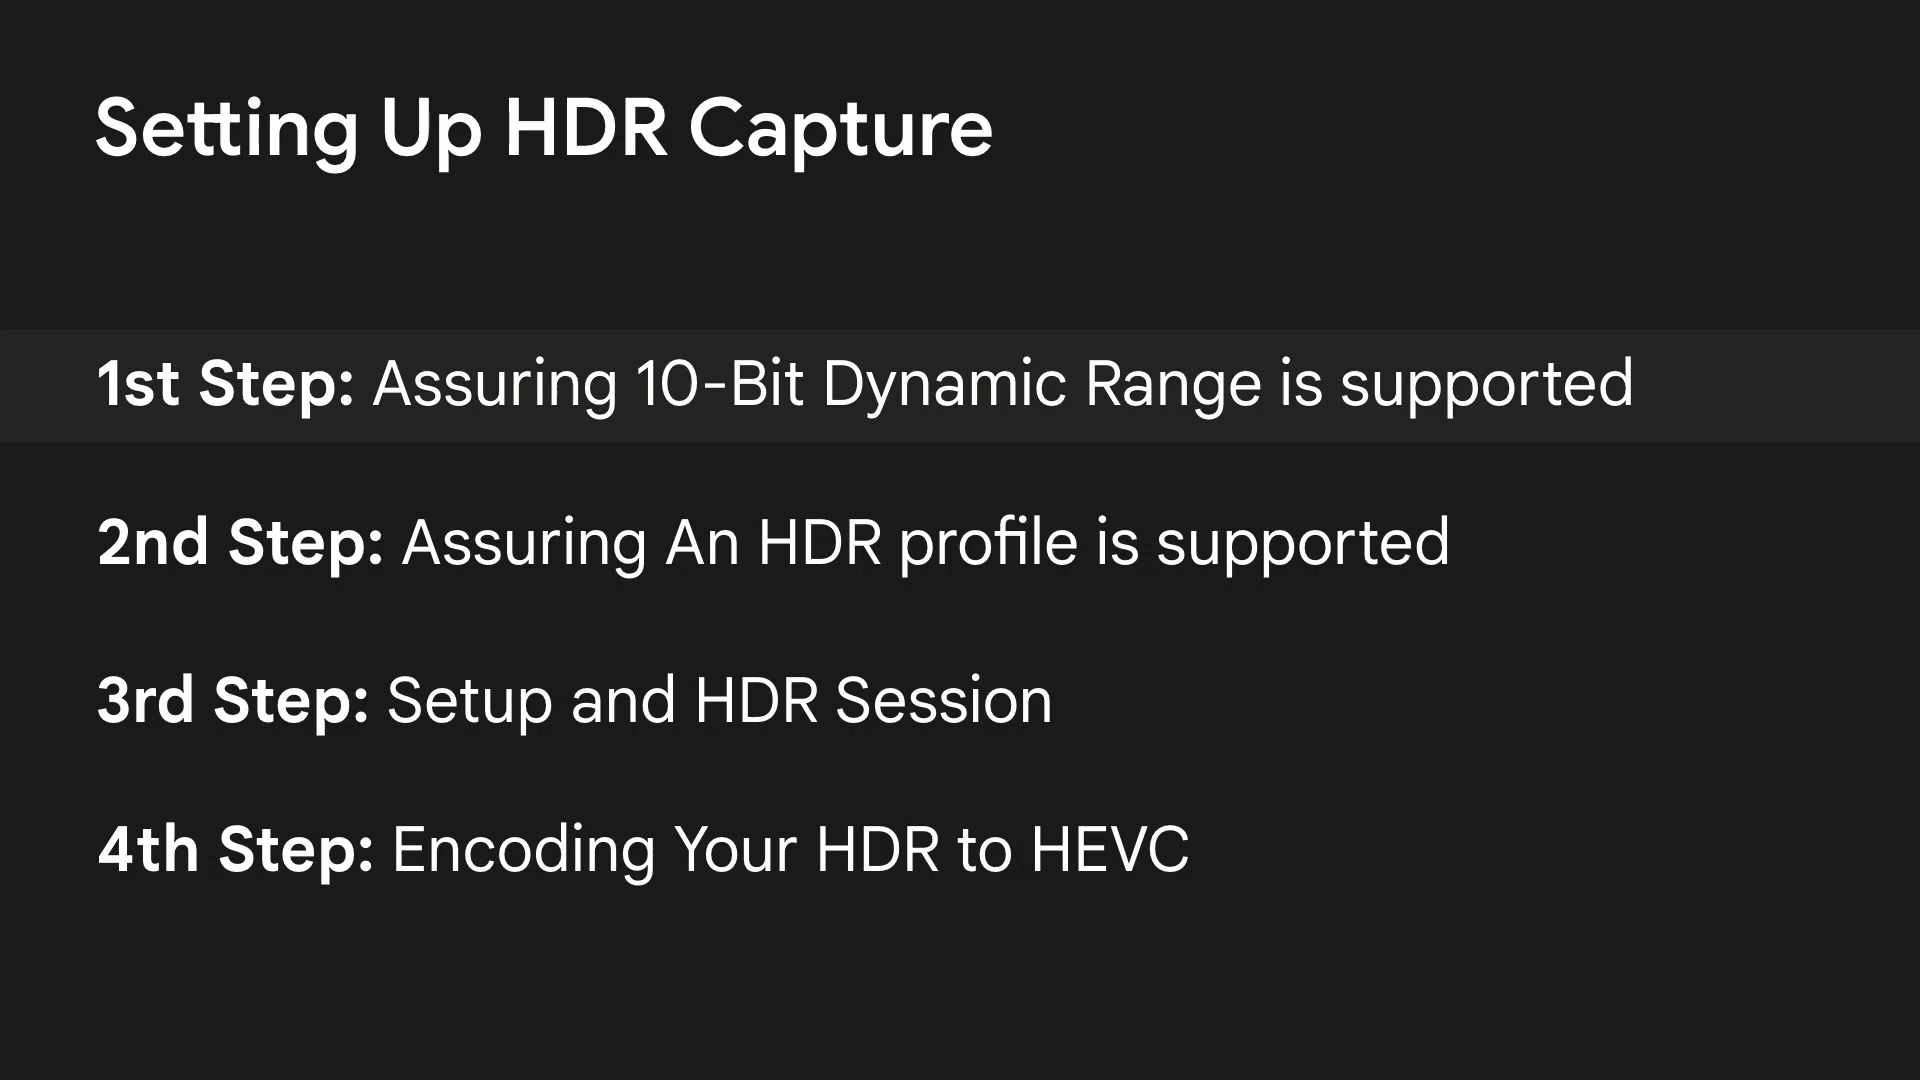 Setting Up HDR Capture
1st Step: Assuring 10-Bit Dynamic Range is supported
2nd Step: Assuring An HDR profile is supported
3rd Step: Setup and HDR Session
4th Step: Encoding Your HDR to HEVC